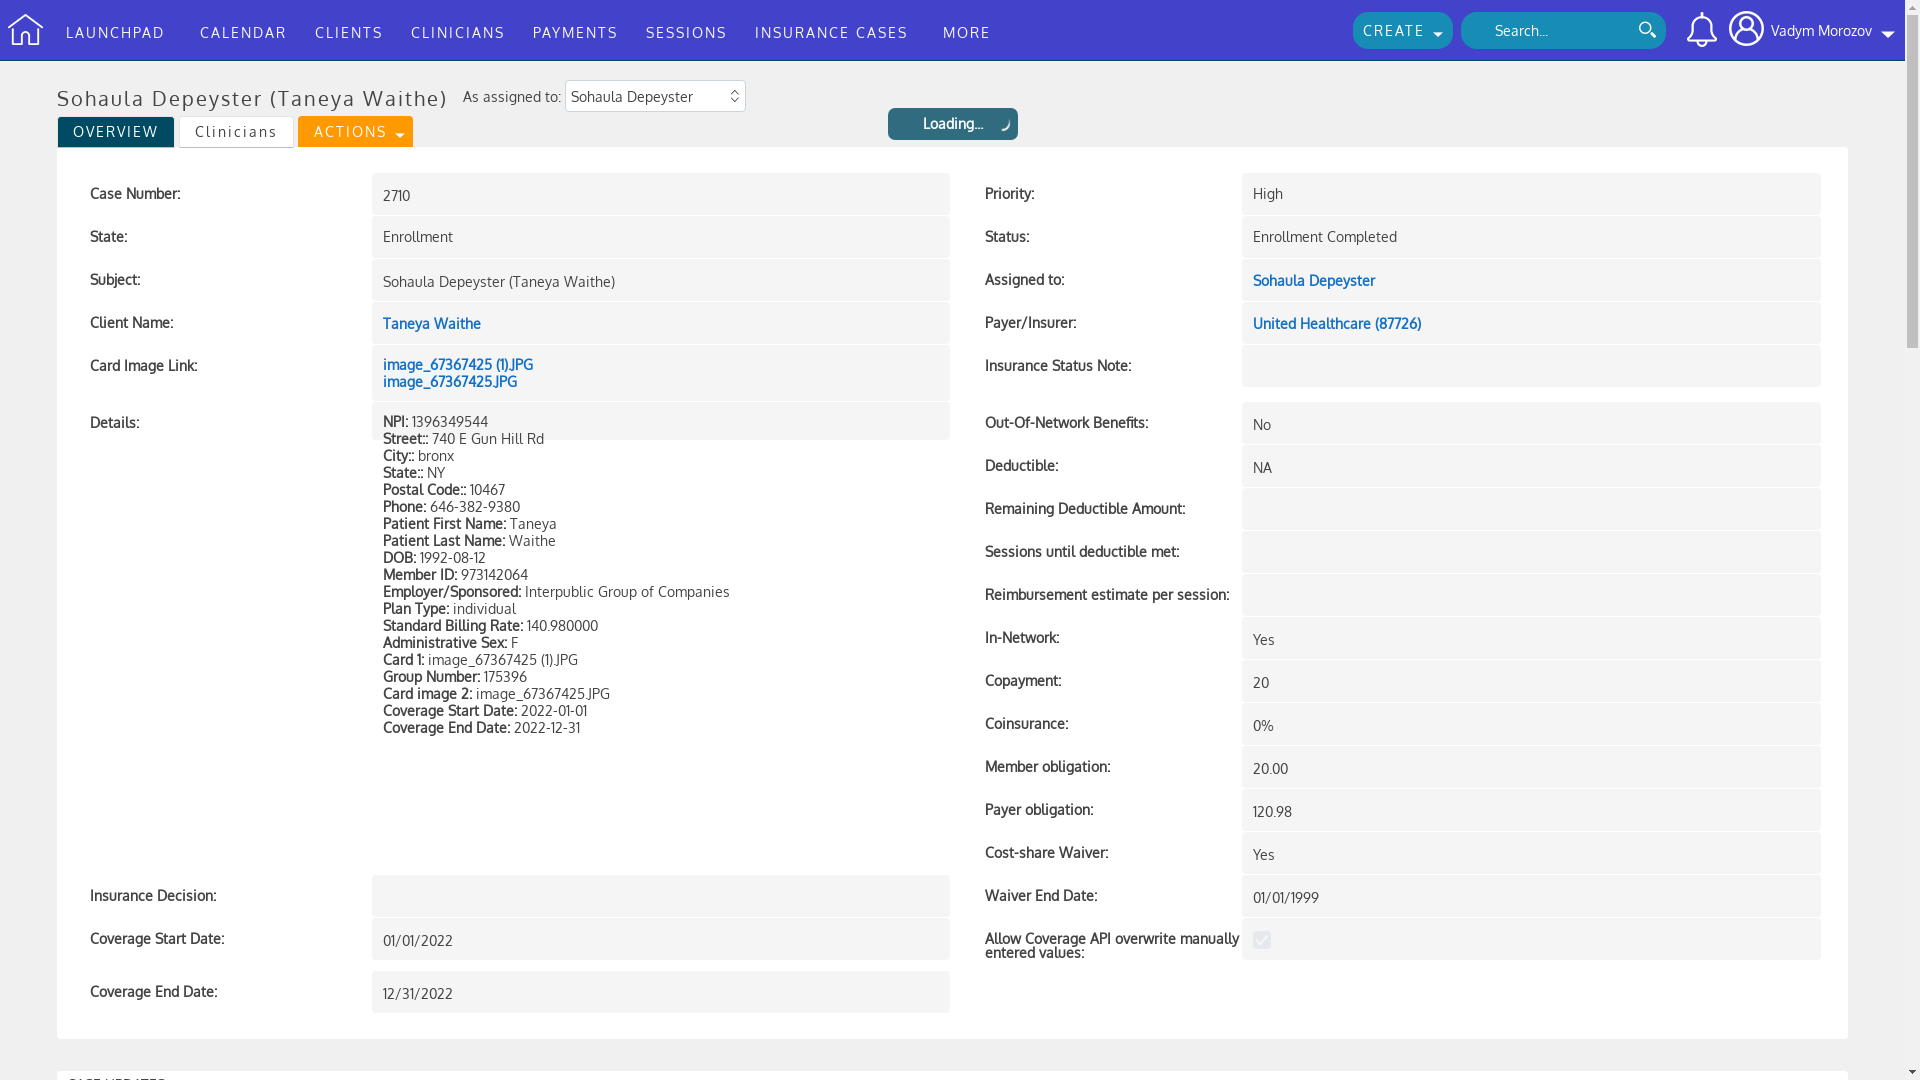 LAUNCHPAD CALENDAR CLIENTS CLINICIANS PAYMENTS SESSIONS INSURANCE CASES MORE CREATE Search... Vadym Morozov
Sohaula Depeyster (Taneya Waithe) As assigned to: Sohaula Depeyster
Loading...
OVERVIEW Clinicians ACTIONS
Case Number: 2710
Priority: High
State: Enrollment
Status: Enrollment Completed
Subject: Sohaula Depeyster (Taneya Waithe)
Assigned to: Sohaula Depeyster
Client Name: Taneya Waithe
Payer/Insurer: United Healthcare (87726)
Card Image Link: image_67367425 (1).JPG
image_67367425.JPG
Insurance Status Note:
Details: NPI: 1396349544
Street:: 740 E Gun Hill Rd
City:: bronx
State:: NY
Postal Code:: 10467
Phone: 646-382-9380
Patient First Name: Taneya
Patient Last Name: Waithe
DOB: 1992-08-12
Member ID: 973142064
Employer/Sponsored: Interpublic Group of Companies
Plan Type: individual
Standard Billing Rate: 140.980000
Administrative Sex: F
Card 1: image_67367425 (1).JPG
Group Number: 175396
Card image 2: image_67367425.JPG
Coverage Start Date: 2022-01-01
Coverage End Date: 2022-12-31
Out-Of-Network Benefits: No
Deductible: NA
Remaining Deductible Amount:
Sessions until deductible met:
Reimbursement estimate per session:
In-Network: Yes
Copayment: 20
Coinsurance: 0%
Member obligation: 20.00
Payer obligation: 120.98
Cost-share Waiver: Yes
Insurance Decision:
Waiver End Date: 01/01/1999
Coverage Start Date: 01/01/2022
Allow Coverage API overwrite manually
entered values:
Coverage End Date: 12/31/2022
CASE UPDATES